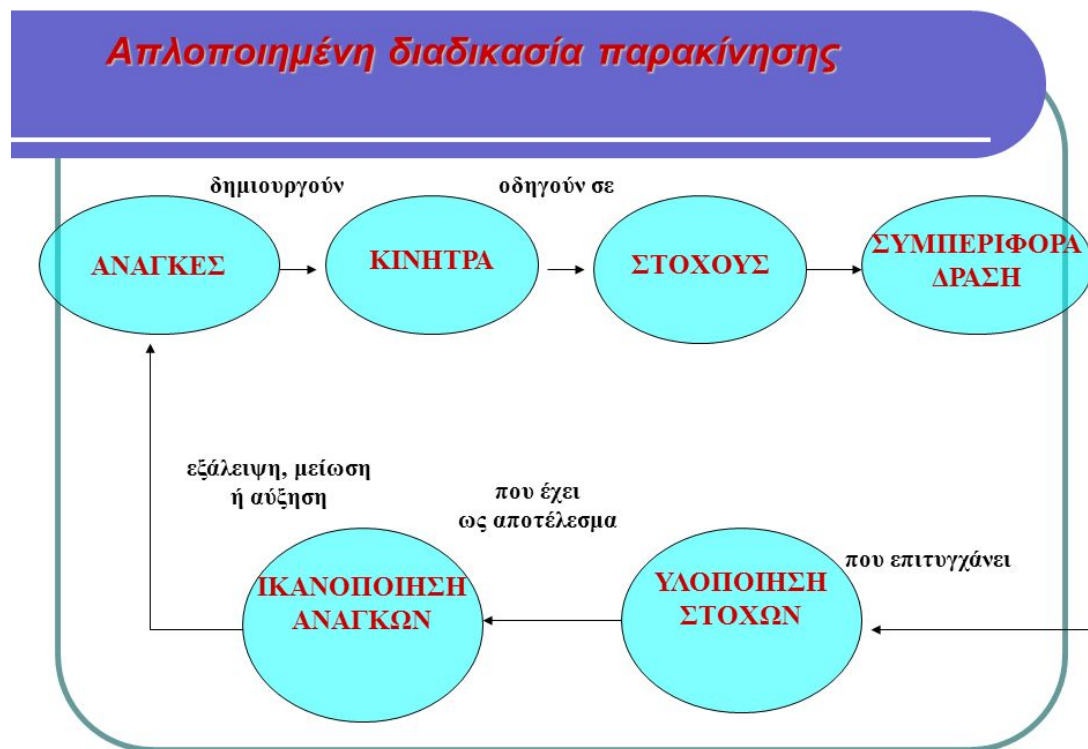 Απλοποιημένη διαδικασία παρακίνησης
δημιουργούν
οδηγούν σε
ΑΝΑΓΚΕΣ
ΚΙΝΗΤΡΑ
ΣΤΟΧΟΥΣ
ΣΥΜΠΕΡΙΦΟΡΑ
ΔΡΑΣΗ
που επιτυγχάνει
ΥΛΟΠΟΙΗΣΗ
ΣΤΟΧΩΝ
που έχει
ως αποτέλεσμα
ΙΚΑΝΟΠΟΙΗΣΗ
ΑΝΑΓΚΩΝ
εξάλειψη, μείωση
ή αύξηση